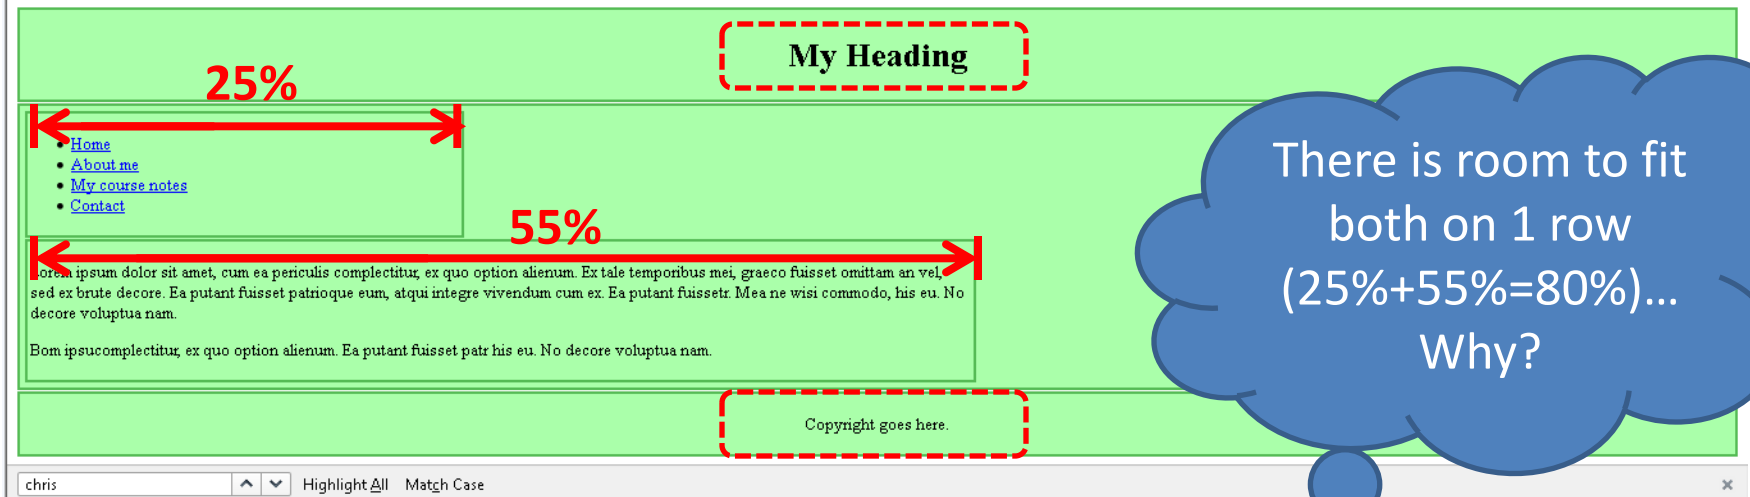 My Heading
25%
Home
About me
My course notes
Contact
55%
Lorem ipsum dolor sit amet, cum ea periculis complectitur, ex quo option alienum. Ex tale temporibus mei, graeco fuisset omittam an vel,
sed ex brute decore. Ea putant fuisset patrioque eum, atqui integre vivendum cum ex. Ea putant fuissetr. Mea ne wisi commodo, his eu. No
decore voluptua nam.
Bom ipsucomplectitur, ex quo option alienum. Ea putant fuisset patr his eu. No decore voluptua nam.
There is room to fit
both on 1 row
(25%+55%=80%)...
Why?
Copyright goes here.
chris
Highlight All Match Case